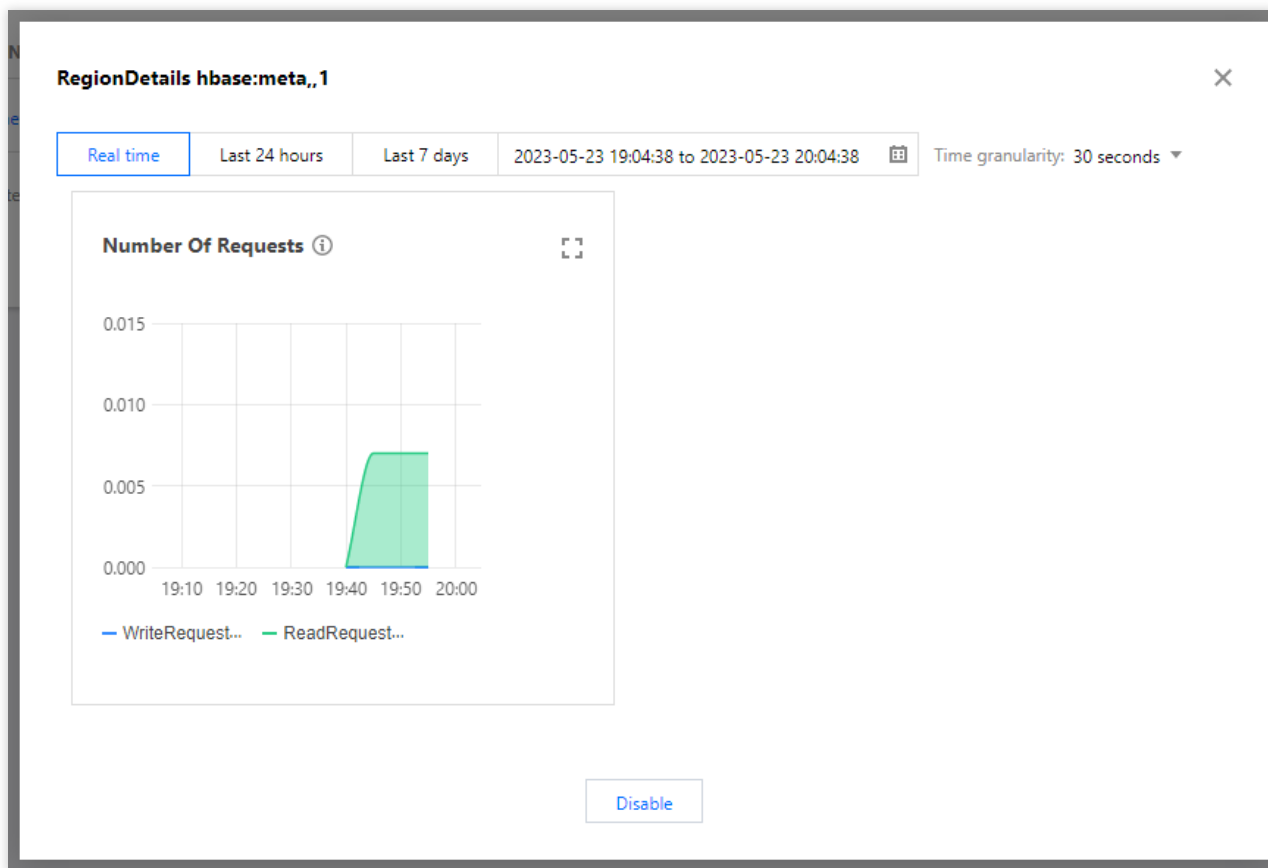 RegionDetails hbase:meta,,1
Real time Last 24 hours Last 7 days 2023-05-23 19:04:38 to 2023-05-23 20:04:38 Time granularity: 30 seconds
Number Of Requests
0.015
0.010
0.005
0.000
19:10 19:20 19:30 19:40 19:50 20:00
WriteRequest... ReadRequest...
Disable